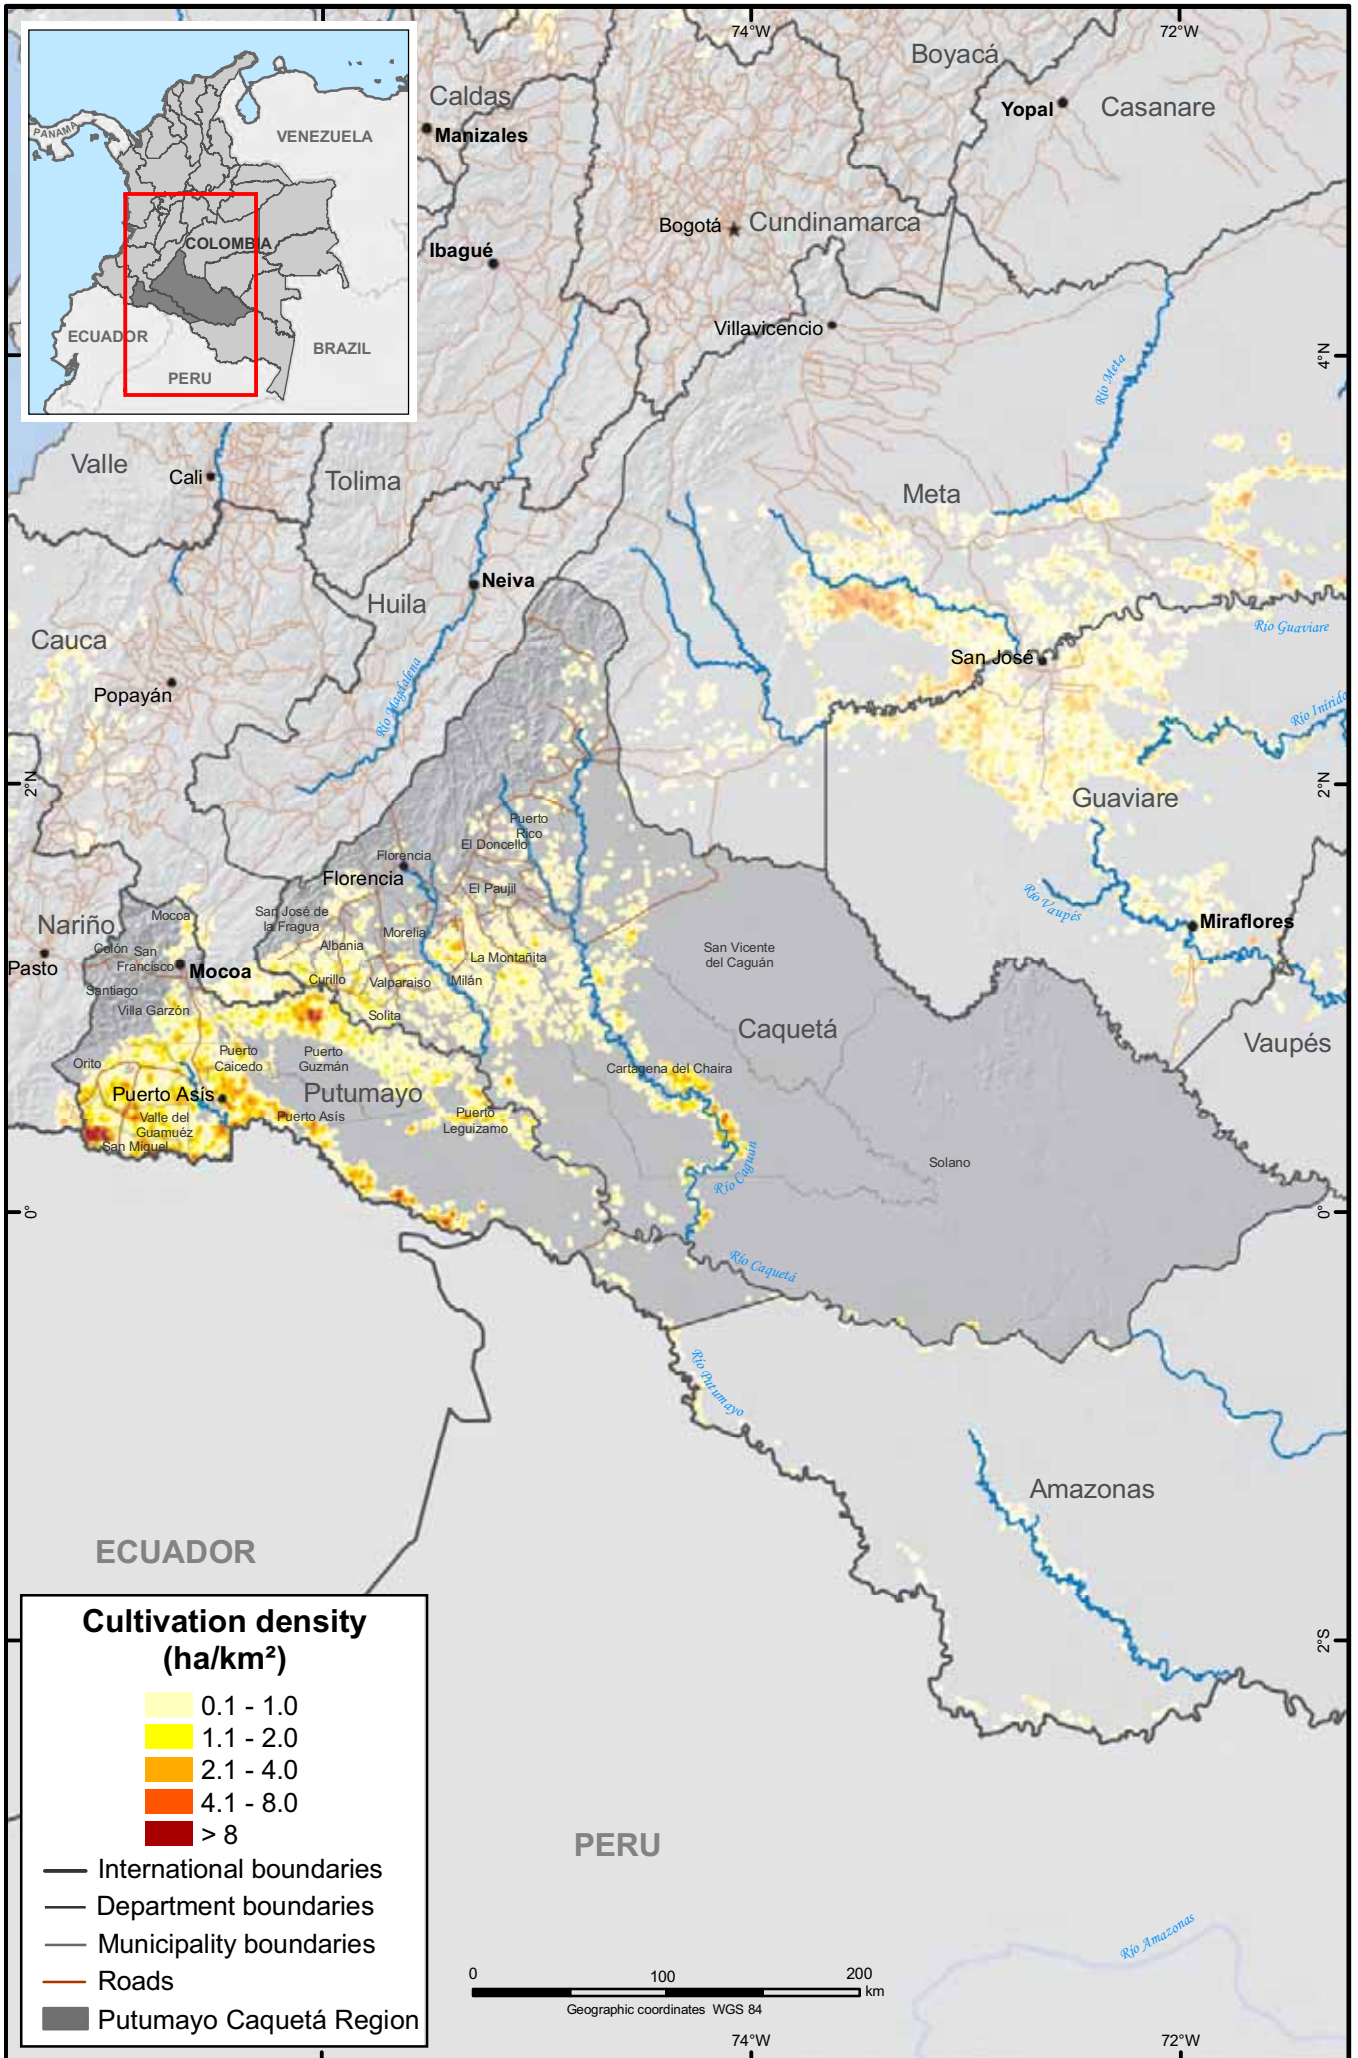 74°W
72°W
Boyacá
Yopal
Casanare
Caldas
Manizales
PANAMA
VENEZUELA
COLOMBIA
ECUADOR
BRAZIL
PERU
Bogotá
Cundinamarca
Ibagué
Villavicencio
4°N
Río Meta
Valle
Cali
Tolima
Meta
Neiva
Huila
Río Guaviare
Cauca
San José
Popayán
Río Magdalena
Río Inírida
2°N
2°N
Guaviare
Puerto
Rico
El Doncello
Florencia
Florencia
El Paujil
Río Vaupés
Miraflores
Nariño
Mocoa
San José de
la Fragua
Morelia
Albania
Colón
San
Francisco
Mocoa
Pasto
La Montañita
San Vicente
del Caguán
Santiago
Curillo
Valparaiso
Milán
Villa Garzón
Solita
Caquetá
Vaupés
Orito
Puerto
Caicedo
Puerto
Guzmán
Cartagena del Chaira
Puerto Asís
Putumayo
Valle del
Guamuéz
Puerto Asís
Puerto
Leguizamo
San Miguel
Solano
Río Caguán
0°
0°
Río Caquetá
Río Putumayo
Amazonas
ECUADOR
2°S
Cultivation density
(ha/km²)
0.1 - 1.0
1.1 - 2.0
2.1 - 4.0
4.1 - 8.0
> 8
International boundaries
Department boundaries
Municipality boundaries
Roads
Putumayo Caquetá Region
PERU
Río Amazonas
0
100
200
km
Geographic coordinates WGS 84
74°W
72°W